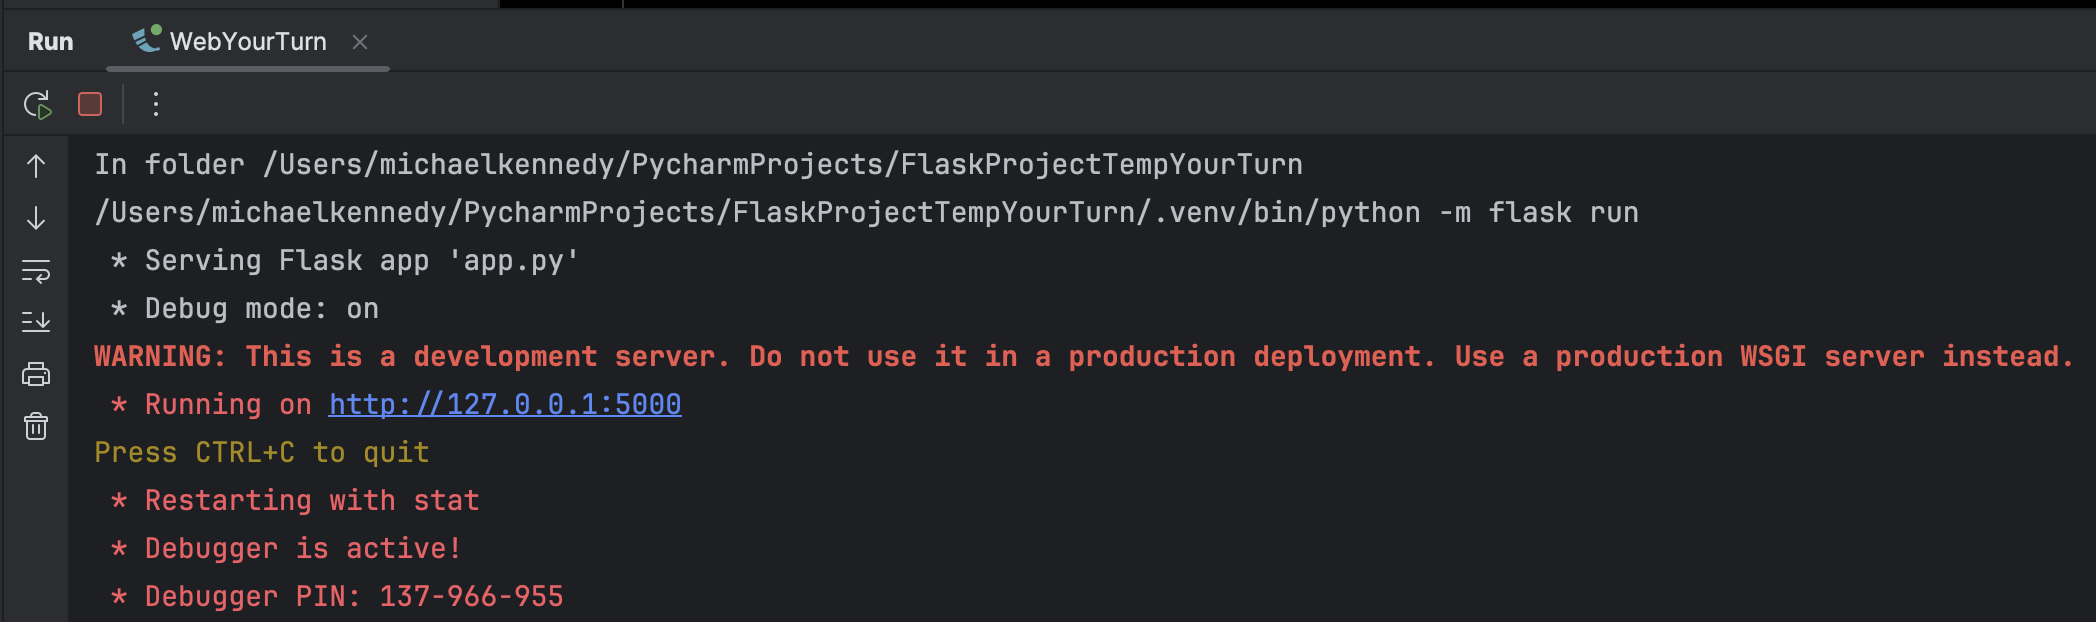 Run WebYourTurn
In folder /Users/michaelkennedy/PycharmProjects/FlaskProjectTempYourTurn
/Users/michaelkennedy/PycharmProjects/FlaskProjectTempYourTurn/.venv/bin/python -m flask run
 * Serving Flask app 'app.py'
 * Debug mode: on
WARNING: This is a development server. Do not use it in a production deployment. Use a production WSGI server instead.
 * Running on http://127.0.0.1:5000
Press CTRL+C to quit
 * Restarting with stat
 * Debugger is active!
 * Debugger PIN: 137-966-955